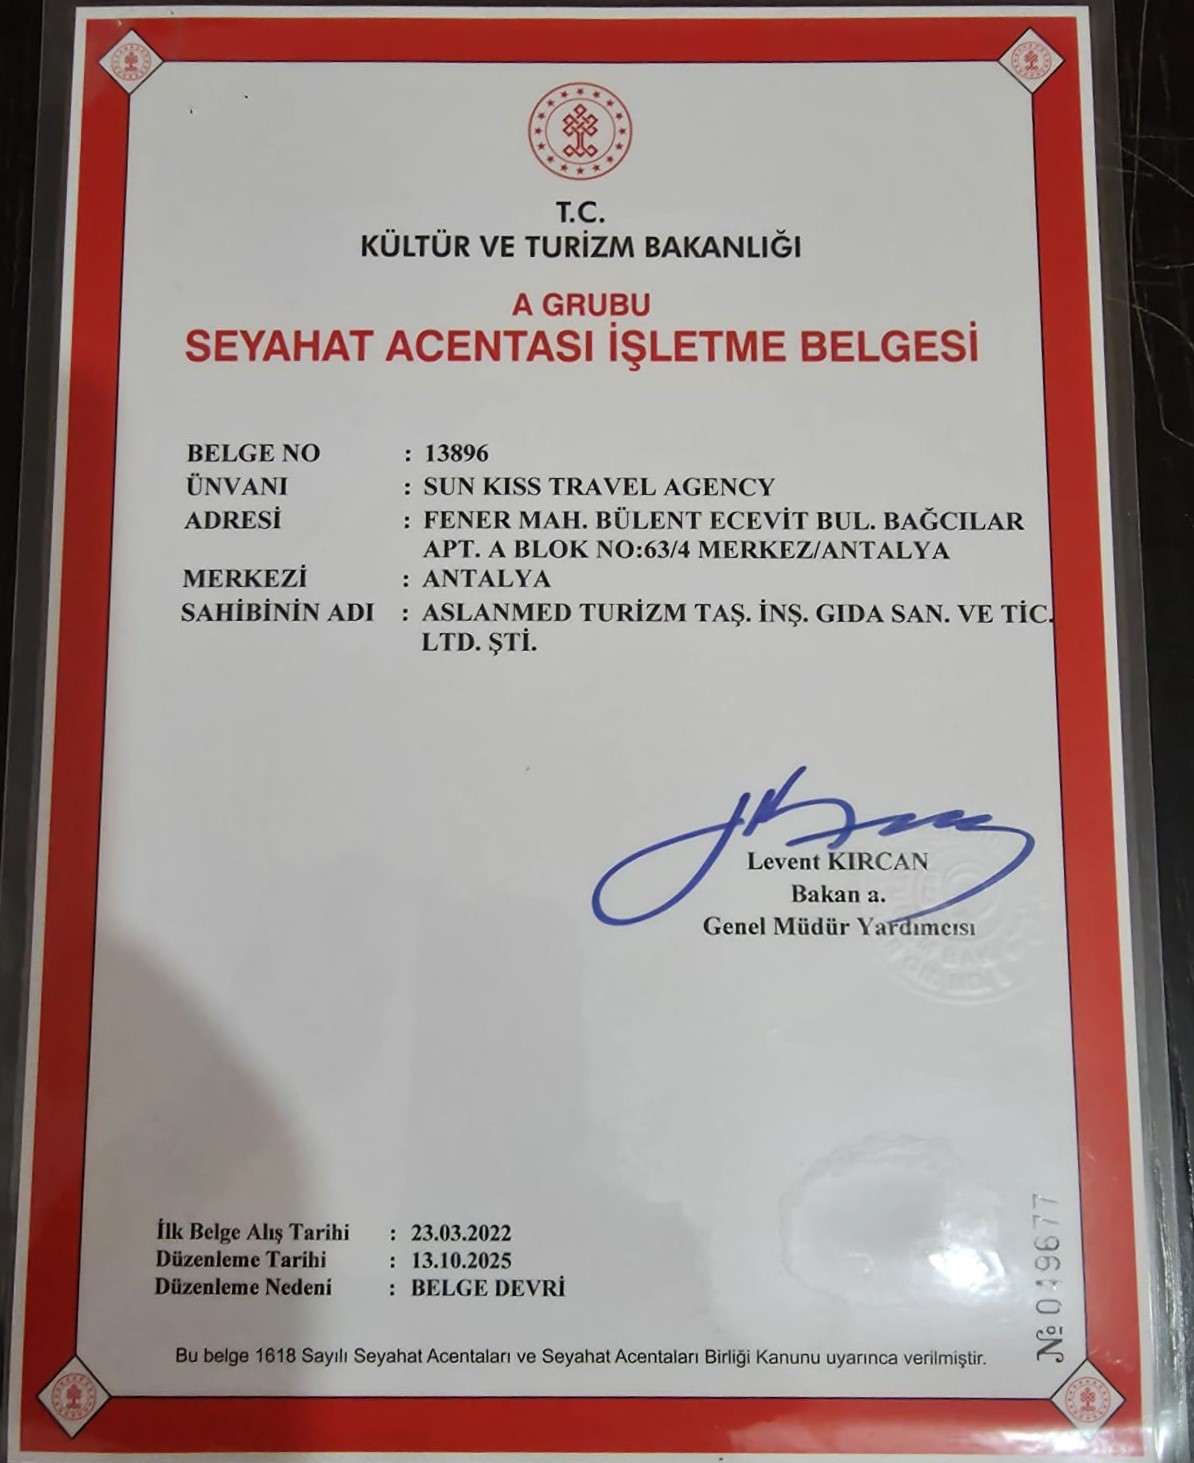 T.C.
KÜLTÜR VE TURİZM BAKANLIĞI
A GRUBU
SEYAHAT ACENTASI İŞLETME BELGESİ
BELGE NO : 13896
ÜNVANI : SUN KISS TRAVEL AGENCY
ADRESİ : FENER MAH. BÜLENT ECEVİT BUL. BAĞCILAR
APT. A BLOK NO:63/4 MERKEZ/ANTALYA
MERKEZİ : ANTALYA
SAHİBİNİN ADI : ASLANMED TURİZM TAŞ. İNŞ. GIDA SAN. VE TİC.
LTD. ŞTİ.
Levent KIRCAN
Bakan a.
Genel Müdür Yardımcısı
İlk Belge Alış Tarihi : 23.03.2022
Düzenleme Tarihi : 13.10.2025
Düzenleme Nedeni : BELGE DEVRİ
№ 049677
Bu belge 1618 Sayılı Seyahat Acentaları ve Seyahat Acentaları Birliği Kanunu uyarınca verilmiştir.